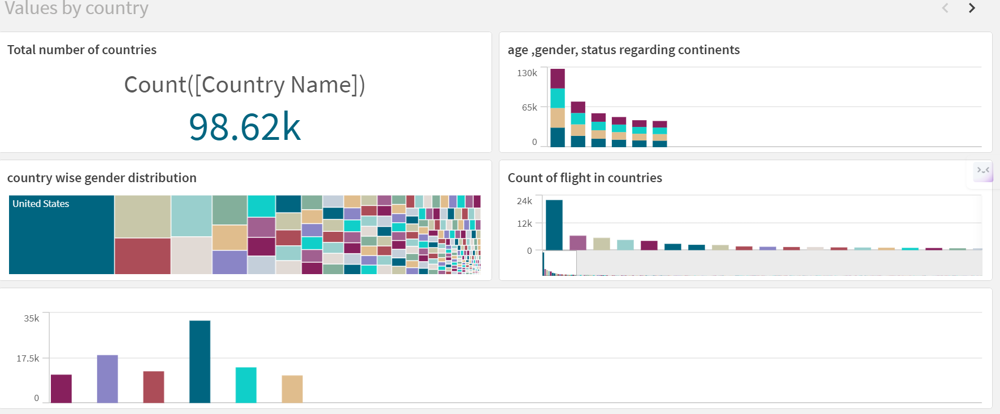 Values by country
Total number of countries
Count([Country Name])
98.62k
age ,gender, status regarding continents
130k
65k
0
country wise gender distribution
United States
Count of flight in countries
24k
12k
0
35k
17.5k
0